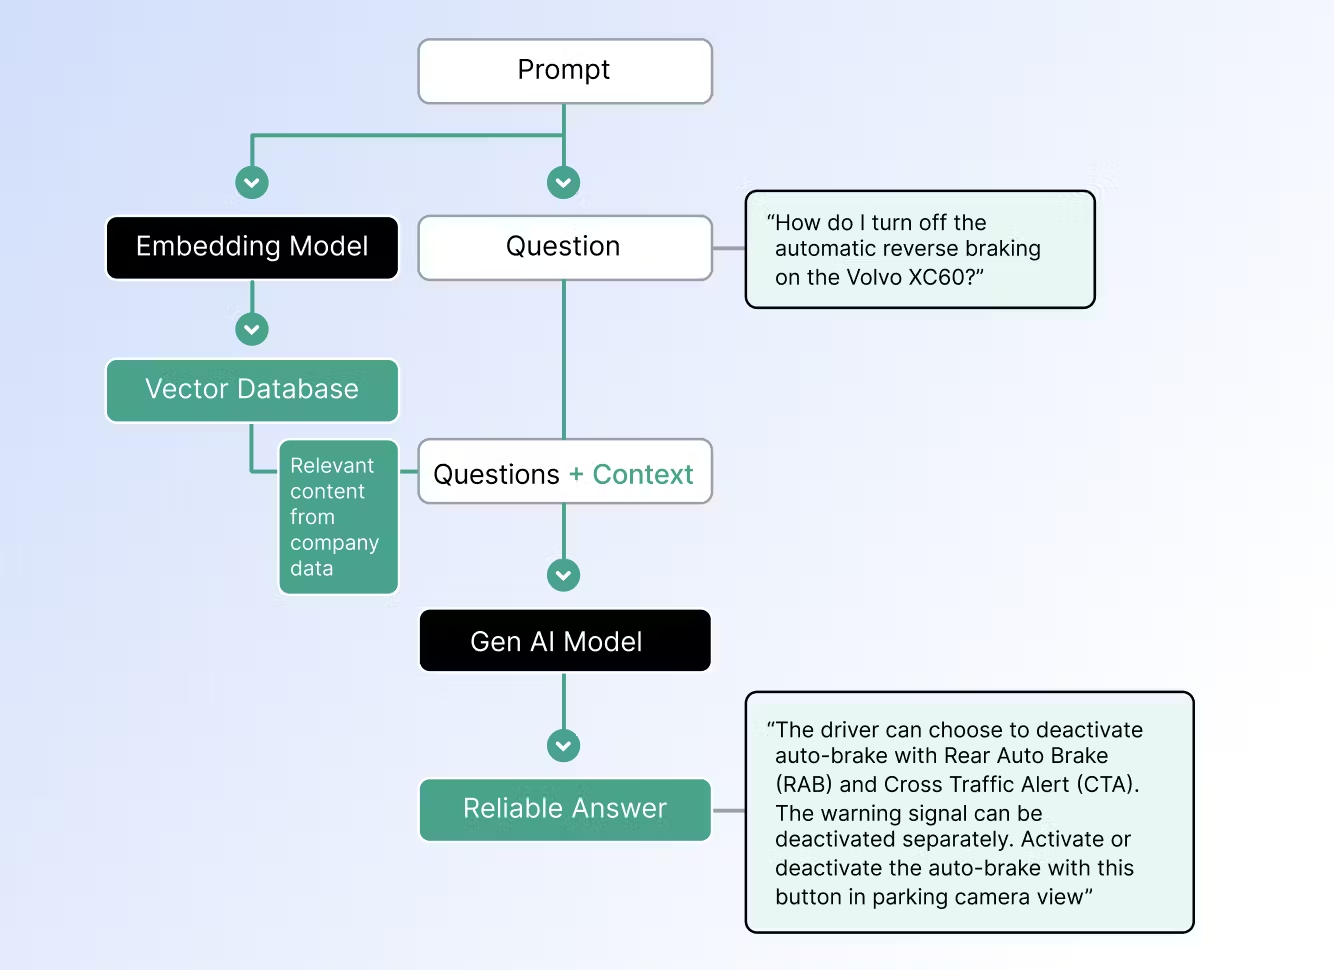 Prompt
Embedding Model
Question
“How do I turn off the
automatic reverse braking
on the Volvo XC60?”
Vector Database
Relevant
content
from
company
data
Questions + Context
Gen AI Model
Reliable Answer
“The driver can choose to deactivate
auto-brake with Rear Auto Brake
(RAB) and Cross Traffic Alert (CTA).
The warning signal can be
deactivated separately. Activate or
deactivate the auto-brake with this
button in parking camera view”